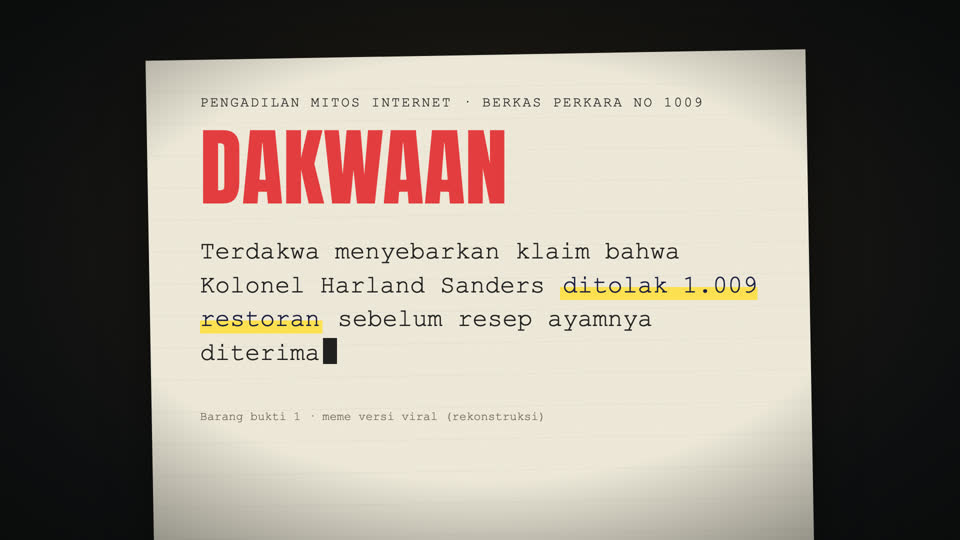 PENGADILAN MITOS INTERNET · BERKAS PERKARA NO 1009
DAKWAAN
Terdakwa menyebarkan klaim bahwa
Kolonel Harland Sanders ditolak 1.009
restoran sebelum resep ayamnya
diterima
Barang bukti 1 · meme versi viral (rekonstruksi)